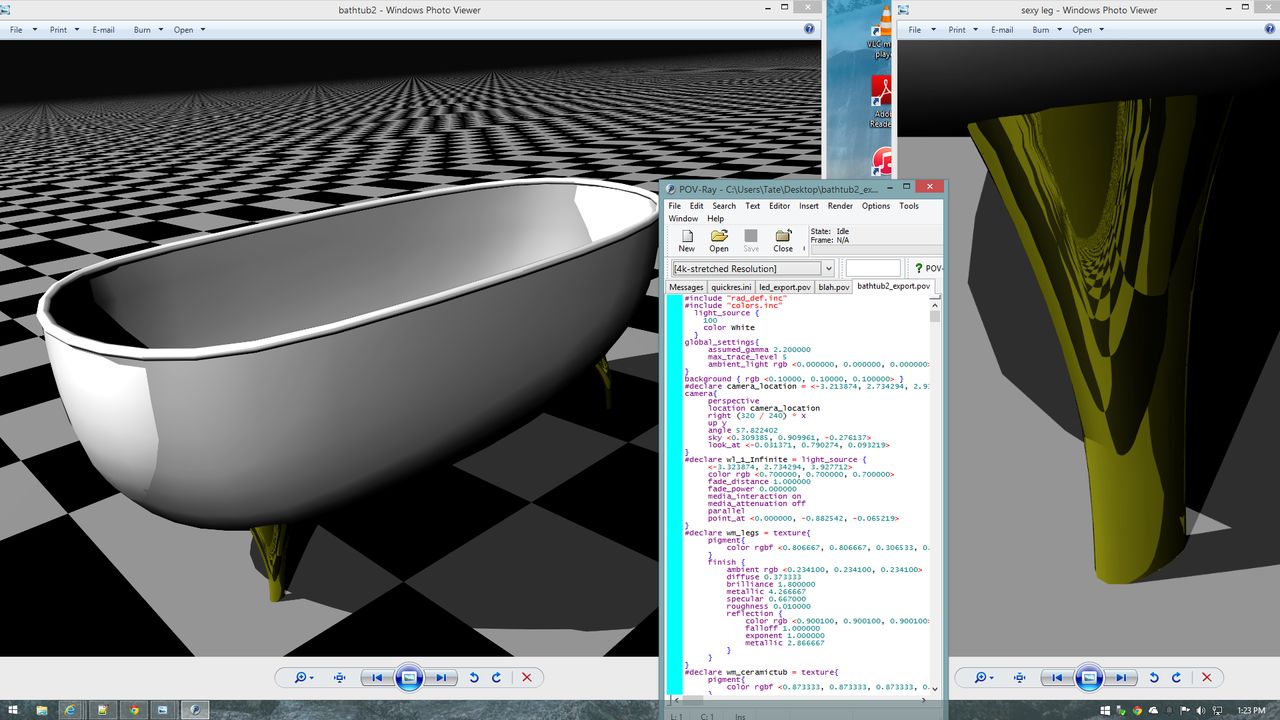 bathtub2 - Windows Photo Viewer
File Print E-mail Burn Open
VLC m
play
Ado
Reade
sexy leg - Windows Photo Viewer
File Print E-mail Burn Open
POV-Ray - C:\Users\Tate\Desktop\bathtub2_ex...
File Edit Search Text Editor Insert Render Options Tools
Window Help
New Open Save Close
State: Idle
Frame: N/A
[4k-stretched Resolution]
POV-
Messages quickres.ini led_export.pov blah.pov bathtub2_export.pov
#include "rad_def.inc"
#include "colors.inc"
light_source {
100
color White
}
global_settings{
assumed_gamma 2.200000
max_trace_level 5
ambient_light rgb <0.000000, 0.000000, 0.000000>
}
background { rgb <0.10000, 0.10000, 0.100000> }
#declare camera_location = <-3.213874, 2.734294, 2.9
camera{
perspective
location camera_location
right (320 / 240) * x
up y
angle 57.822402
sky <0.309385, 0.909961, -0.276137>
look_at <-0.031371, 0.790274, 0.093219>
}
#declare wl_1_Infinite = light_source {
<-3.323874, 2.734294, 3.927712>
color rgb <0.700000, 0.700000, 0.700000>
fade_distance 1.000000
fade_power 0.000000
media_interaction on
media_attenuation off
parallel
point_at <0.000000, -0.882542, -0.065219>
}
#declare wm_legs = texture{
pigment{
color rgbf <0.806667, 0.806667, 0.306533, 0.
}
finish {
ambient rgb <0.234100, 0.234100, 0.234100>
diffuse 0.373333
brilliance 1.800000
metallic 4.266667
specular 0.667000
roughness 0.010000
reflection {
color rgb <0.900100, 0.900100, 0.900100>
falloff 1.000000
exponent 1.000000
metallic 2.866667
}
}
}
#declare wm_ceramictub = texture{
pigment{
color rgbf <0.873333, 0.873333, 0.873333, 0.
}
L: 1 C: 1 Ins
1:23 PM